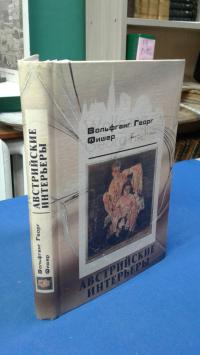 Вольфганг Георг
Фишер
АВСТРИЙСКИЕ
ИНТЕРЬЕРЫ
Вольфганг Георг
Фишер
АВСТРИЙСКИЕ
ИНТЕРЬЕРЫ